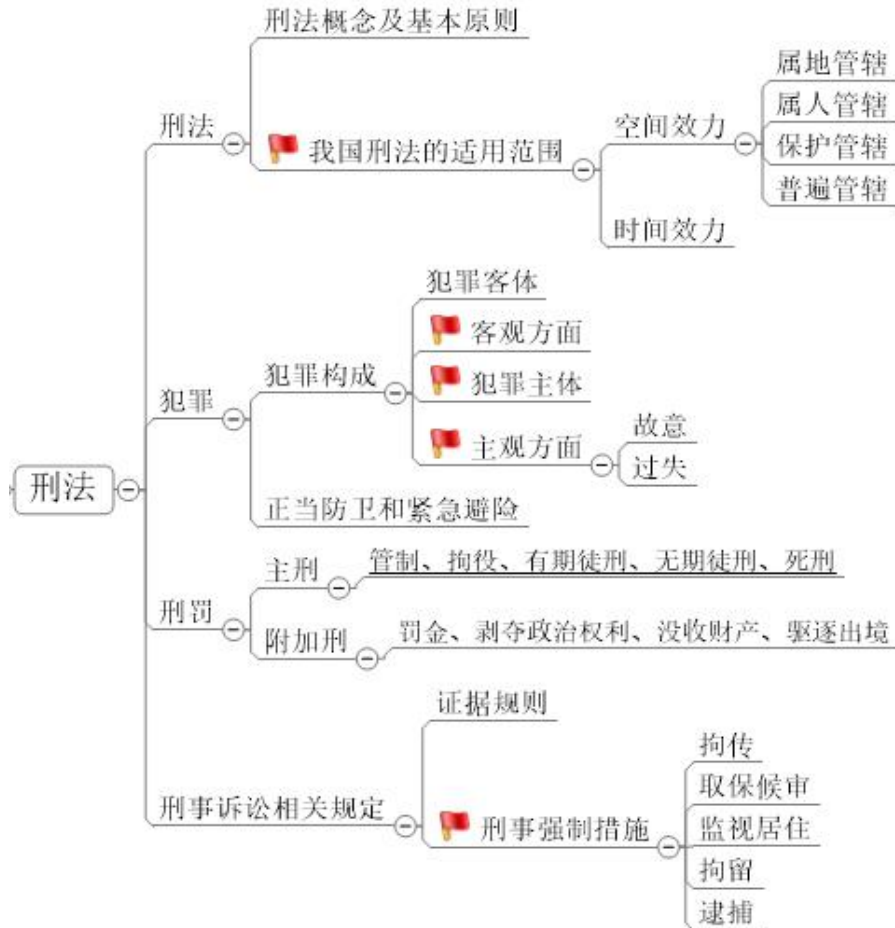 刑法
刑法
刑法概念及基本原则
我国刑法的适用范围
空间效力
属地管辖
属人管辖
保护管辖
普遍管辖
时间效力
犯罪
犯罪构成
犯罪客体
客观方面
犯罪主体
主观方面
故意
过失
正当防卫和紧急避险
刑罚
主刑
管制、拘役、有期徒刑、无期徒刑、死刑
附加刑
罚金、剥夺政治权利、没收财产、驱逐出境
刑事诉讼相关规定
证据规则
刑事强制措施
拘传
取保候审
监视居住
拘留
逮捕